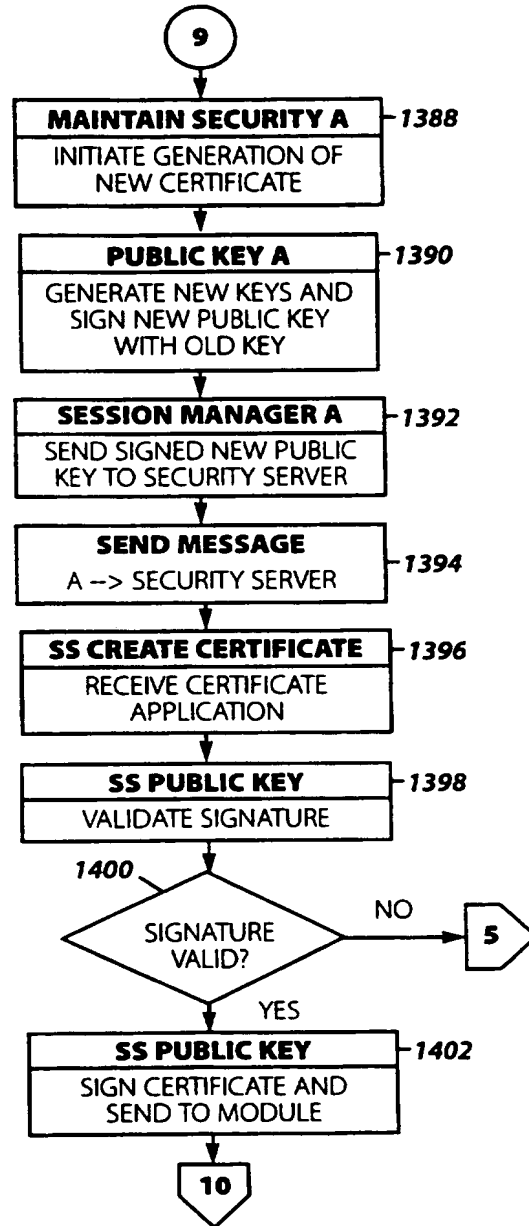 9
MAINTAIN SECURITY A
1388
INITIATE GENERATION OF
NEW CERTIFICATE
PUBLIC KEY A
1390
GENERATE NEW KEYS AND
SIGN NEW PUBLIC KEY
WITH OLD KEY
SESSION MANAGER A
1392
SEND SIGNED NEW PUBLIC
KEY TO SECURITY SERVER
SEND MESSAGE
1394
A --> SECURITY SERVER
SS CREATE CERTIFICATE
1396
RECEIVE CERTIFICATE
APPLICATION
SS PUBLIC KEY
1398
VALIDATE SIGNATURE
1400
SIGNATURE
VALID?
NO
5
YES
SS PUBLIC KEY
1402
SIGN CERTIFICATE AND
SEND TO MODULE
10